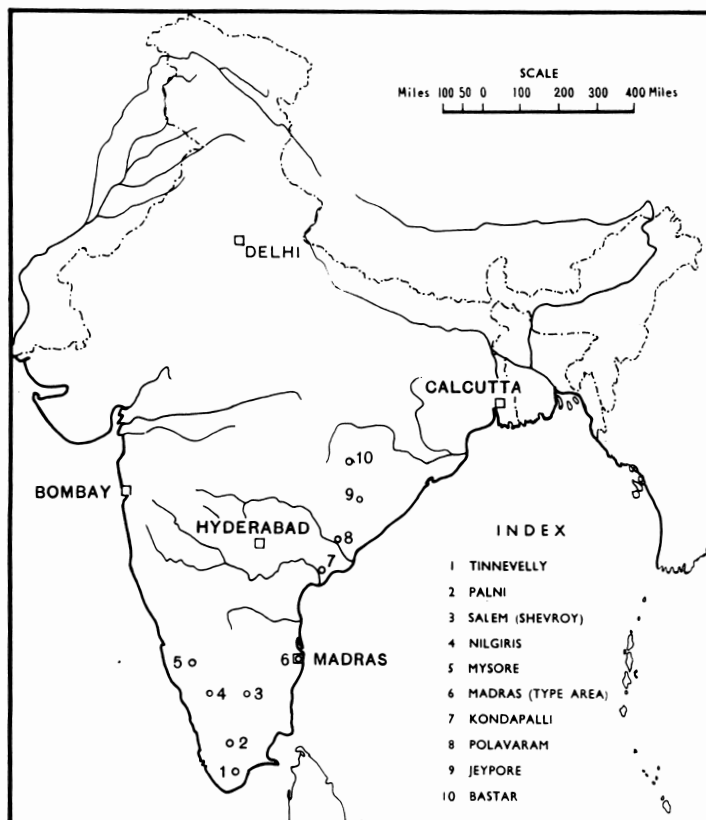 SCALE
Miles 100 50 0 100 200 300 400 Miles
DELHI
CALCUTTA
10
BOMBAY
9
HYDERABAD
8
7
5
6 MADRAS
4 3
2
1
INDEX
1 TINNEVELLY
2 PALNI
3 SALEM (SHEVROY)
4 NILGIRIS
5 MYSORE
6 MADRAS (TYPE AREA)
7 KONDAPALLI
8 POLAVARAM
9 JEYPORE
10 BASTAR